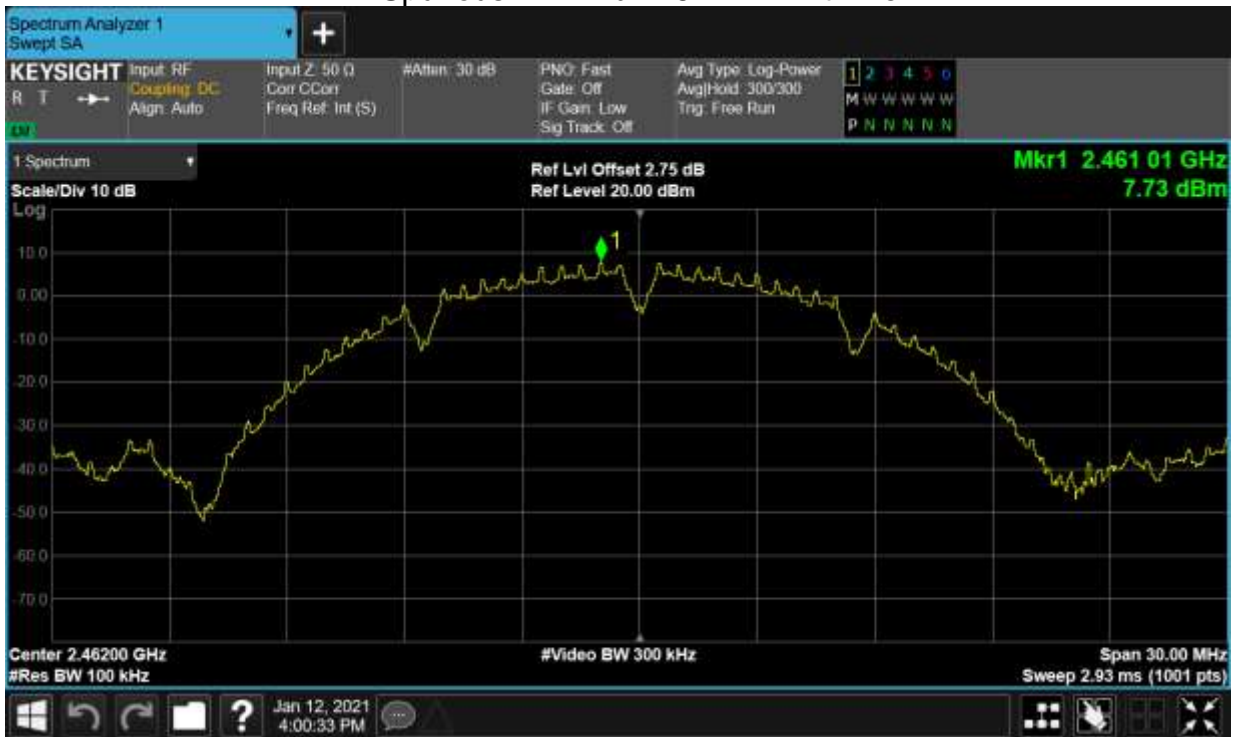 Spectrum Analyzer 1
Swept SA
+
KEYSIGHT
R T
Input: RF
Coupling: DC
Align: Auto
Input Z: 50 Ω
Corr CCorr
Freq Ref: Int (S)
#Atten: 30 dB
PNO: Fast
Gate: Off
IF Gain: Low
Sig Track: Off
Avg Type: Log-Power
Avg|Hold: 300/300
Trig: Free Run
1 2 3 4 5 6
M W W W W W
P N N N N N
1 Spectrum
Scale/Div 10 dB
Log
Ref Lvl Offset 2.75 dB
Ref Level 20.00 dBm
Mkr1 2.461 01 GHz
7.73 dBm
1
10.0
0.00
-10.0
-20.0
-30.0
-40.0
-50.0
-60.0
-70.0
Center 2.46200 GHz
#Res BW 100 kHz
#Video BW 300 kHz
Span 30.00 MHz
Sweep 2.93 ms (1001 pts)
?
Jan 12, 2021
4:00:33 PM